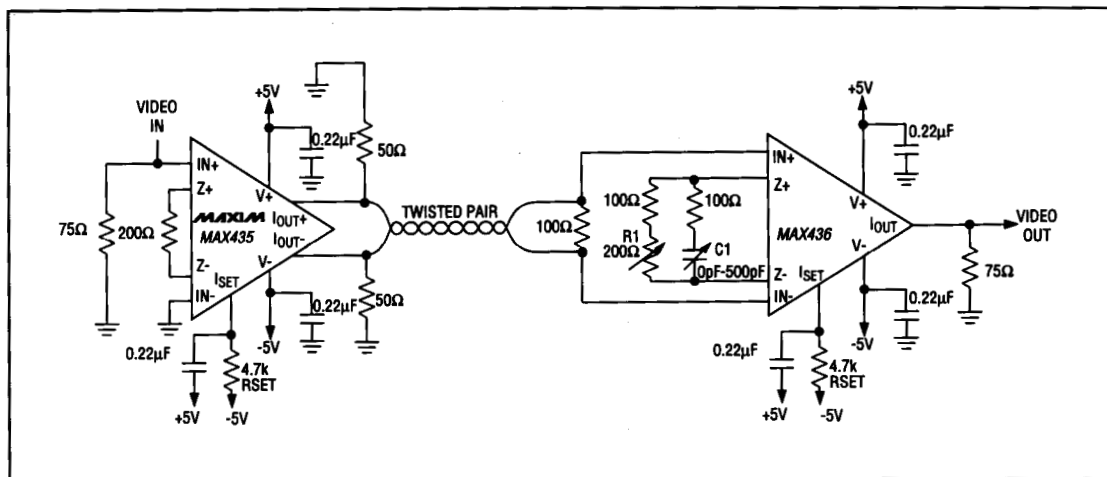 VIDEO
IN
+5V
0.22µF
50Ω
IN+
Z+
V+
MAXIM
MAX435
IOUT+
IOUT-
V-
Z-
ISET
IN-
75Ω
200Ω
0.22µF
50Ω
-5V
0.22µF
4.7k
RSET
+5V
-5V
TWISTED PAIR
100Ω
+5V
0.22µF
IN+
Z+
V+
100Ω
100Ω
R1
200Ω
C1
0pF-500pF
MAX436
IOUT
Z-
ISET
V-
IN-
VIDEO
OUT
75Ω
0.22µF
-5V
0.22µF
4.7k
RSET
+5V
-5V